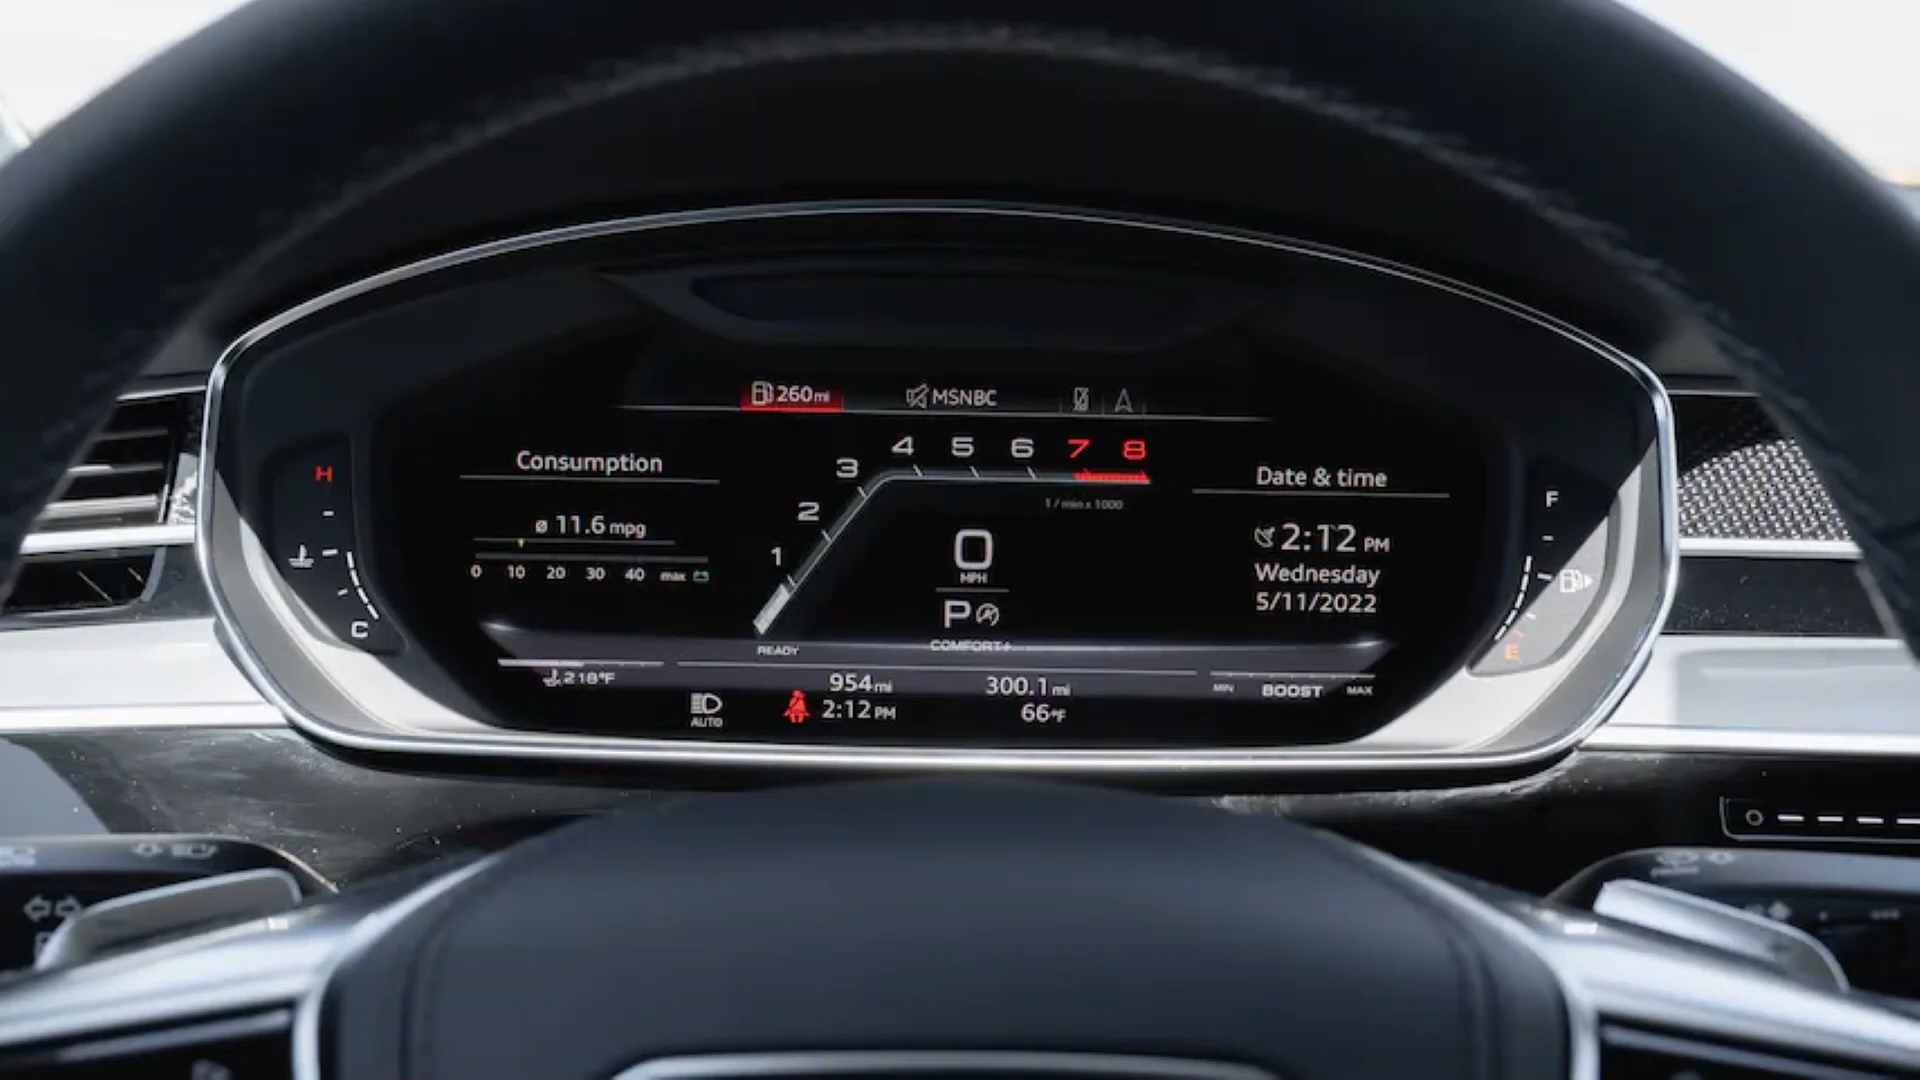 260mi
MSNBC
4 5 6 7 8
3
2
1
1 / min x 1000
Consumption
ø 11.6 mpg
0 10 20 30 40 max
Date & time
2:12 PM
Wednesday
5/11/2022
H
C
F
E
0
MPH
P
COMFORT+
READY
218°F
954mi
300.1mi
MIN BOOST MAX
AUTO
2:12 PM
66°F